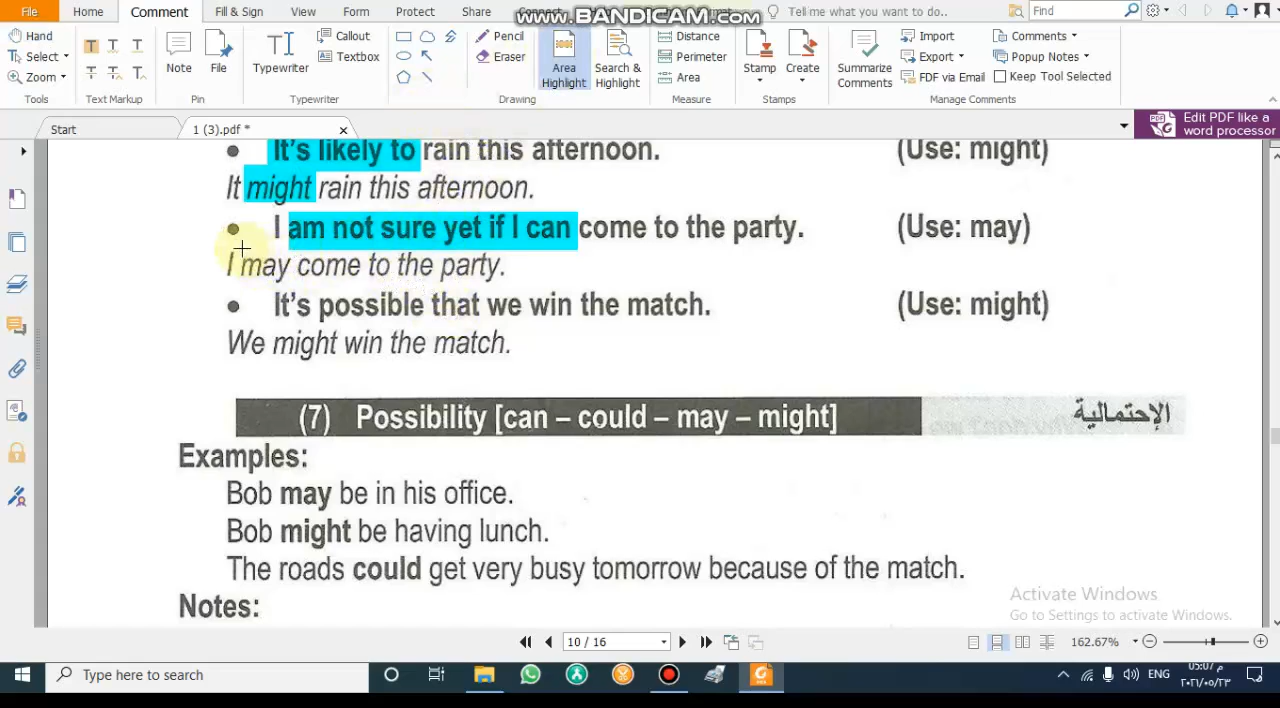 File Home Comment Fill & Sign View Form Protect Share Connect Tell me what you want to do.. Find
www.BANDICAM.com
Hand Select Zoom
Tools
Text Markup
Note File
Pin
Typewriter Callout Textbox
Typewriter
Pencil Eraser
Drawing
Area Highlight
Search & Highlight
Distance Perimeter Area
Measure
Stamp Create
Stamps
Summarize Comments
Import Export FDF via Email
Comments Popup Notes Keep Tool Selected
Manage Comments
Start 1 (3).pdf *
Edit PDF like a word processor
• It's likely to rain this afternoon. (Use: might)
It might rain this afternoon.
• I am not sure yet if I can come to the party. (Use: may)
I may come to the party.
• It's possible that we win the match. (Use: might)
We might win the match.
(7) Possibility [can – could – may – might] الإحتمالية
Examples:
Bob may be in his office.
Bob might be having lunch.
The roads could get very busy tomorrow because of the match.
Notes:
Activate Windows
Go to Settings to activate Windows.
10 / 16 162.67%
Type here to search
ENG
٠5:٠7 م
٢٠٢١/٠٥/٢٣